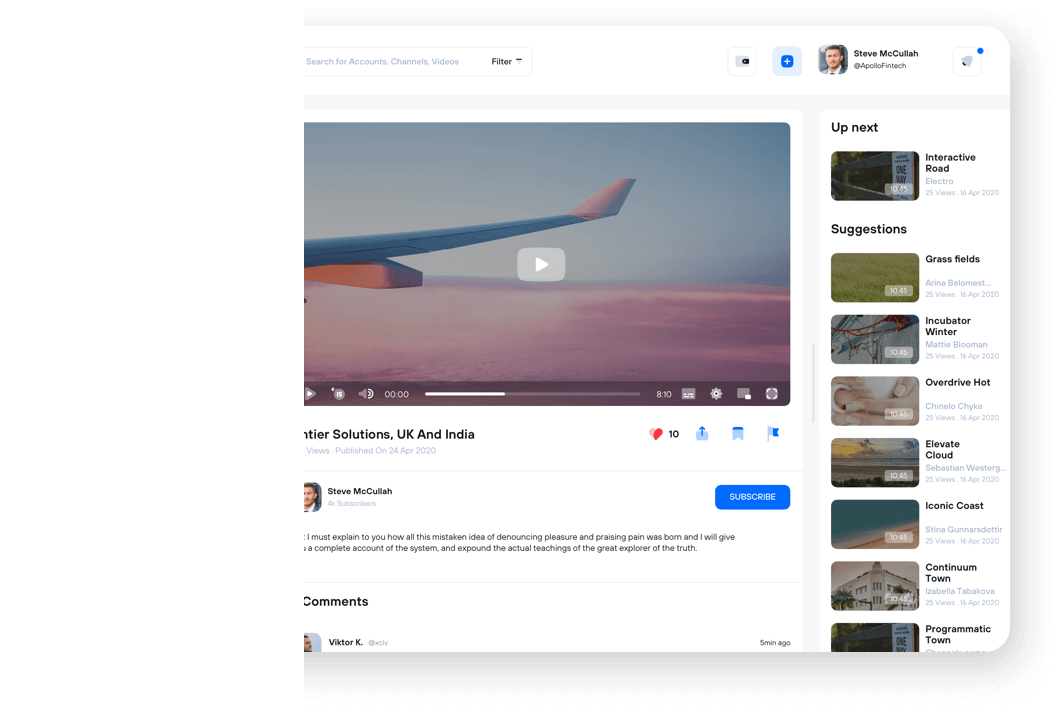 Search for Accounts, Channels, Videos
Filter
Steve McCullah
@ApolloFintech
00:00
8:10
ntier Solutions, UK And India
Views . Published On 24 Apr 2020
10
Steve McCullah
4k Subscribers
SUBSCRIBE
I must explain to you how all this mistaken idea of denouncing pleasure and praising pain was born and I will give
a complete account of the system, and expound the actual teachings of the great explorer of the truth.
Comments
Viktor K.
@xclv
5min ago
Up next
ONE
WAY
10:45
Interactive
Road
Electro
25 Views . 16 Apr 2020
Suggestions
10:45
Grass fields
Arina Belomest...
25 Views . 16 Apr 2020
10:45
Incubator
Winter
Mattie Blooman
25 Views . 16 Apr 2020
10:45
Overdrive Hot
Chinelo Chyke
25 Views . 16 Apr 2020
10:45
Elevate
Cloud
Sebastian Westerg...
25 Views . 16 Apr 2020
10:45
Iconic Coast
Stina Gunnarsdottir
25 Views . 16 Apr 2020
10:45
Continuum
Town
Izabella Tabakova
25 Views . 16 Apr 2020
ONE
Programmatic
Town